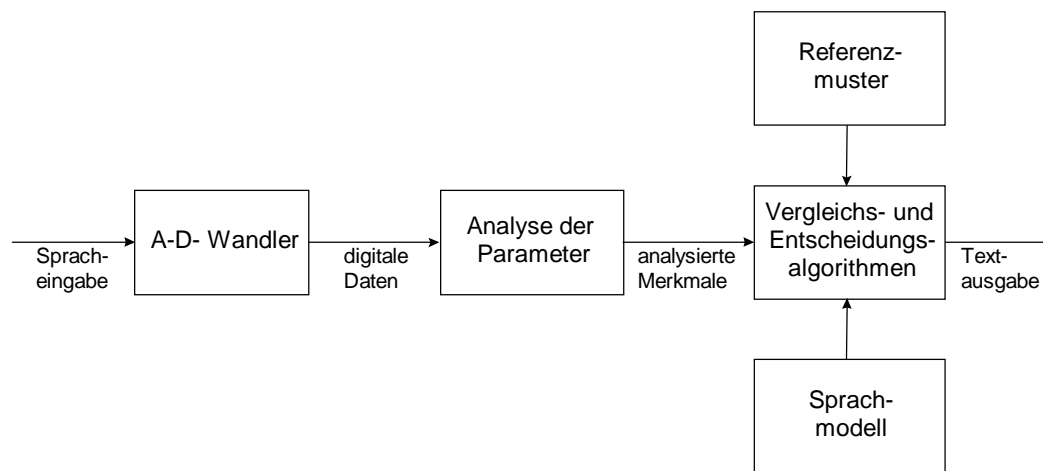 Referenz-
muster
A-D- Wandler
Analyse der
Parameter
Vergleichs- und
Entscheidungs-
algorithmen
Sprach-
eingabe
digitale
Daten
analysierte
Merkmale
Text-
ausgabe
Sprach-
modell